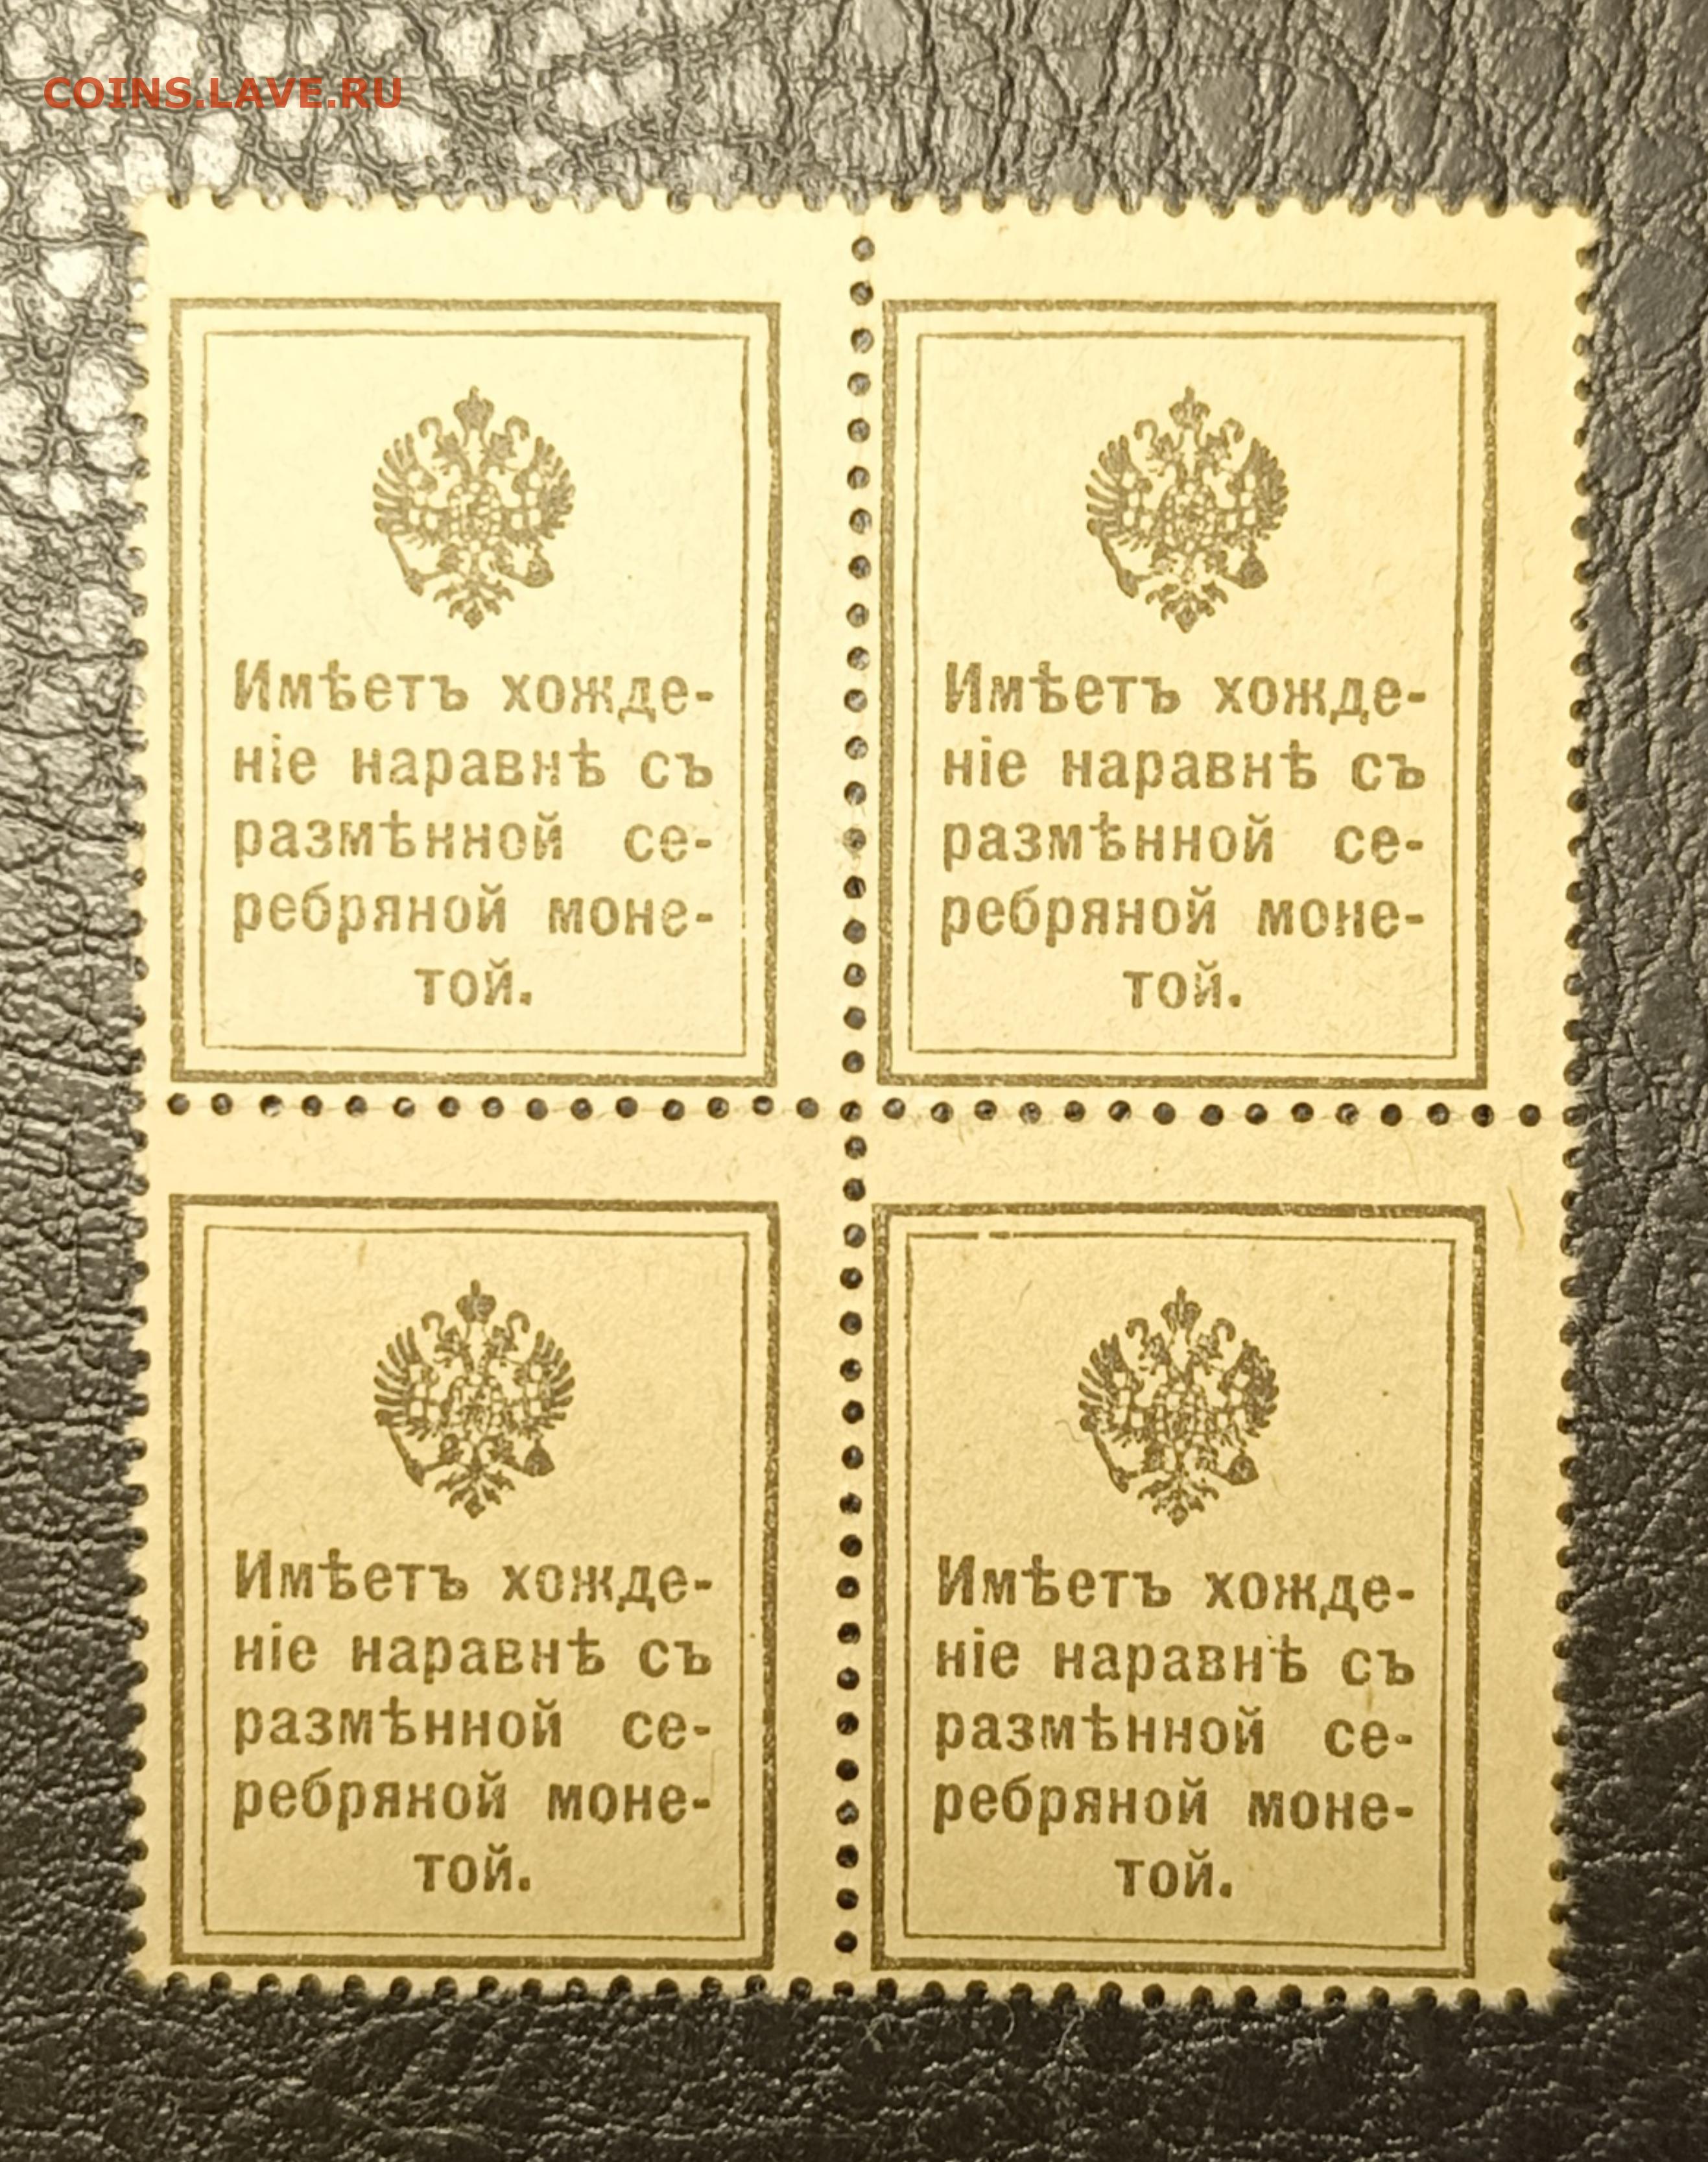 COINS.LAVE.RU
Имѣетъ хожде-
ніе наравнѣ съ
размѣнной се-
ребряной моне-
той.
Имѣетъ хожде-
ніе наравнѣ съ
размѣнной се-
ребряной моне-
той.
Имѣетъ хожде-
ніе наравнѣ съ
размѣнной се-
ребряной моне-
той.
Имѣетъ хожде-
ніе наравнѣ съ
размѣнной се-
ребряной моне-
той.